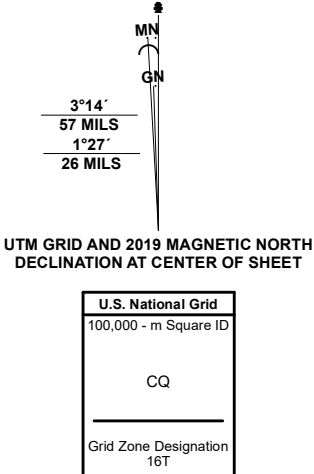 MN
GN
3°14´
57 MILS
1°27´
26 MILS
UTM GRID AND 2019 MAGNETIC NORTH
DECLINATION AT CENTER OF SHEET
U.S. National Grid
100,000 - m Square ID
CQ
Grid Zone Designation
16T